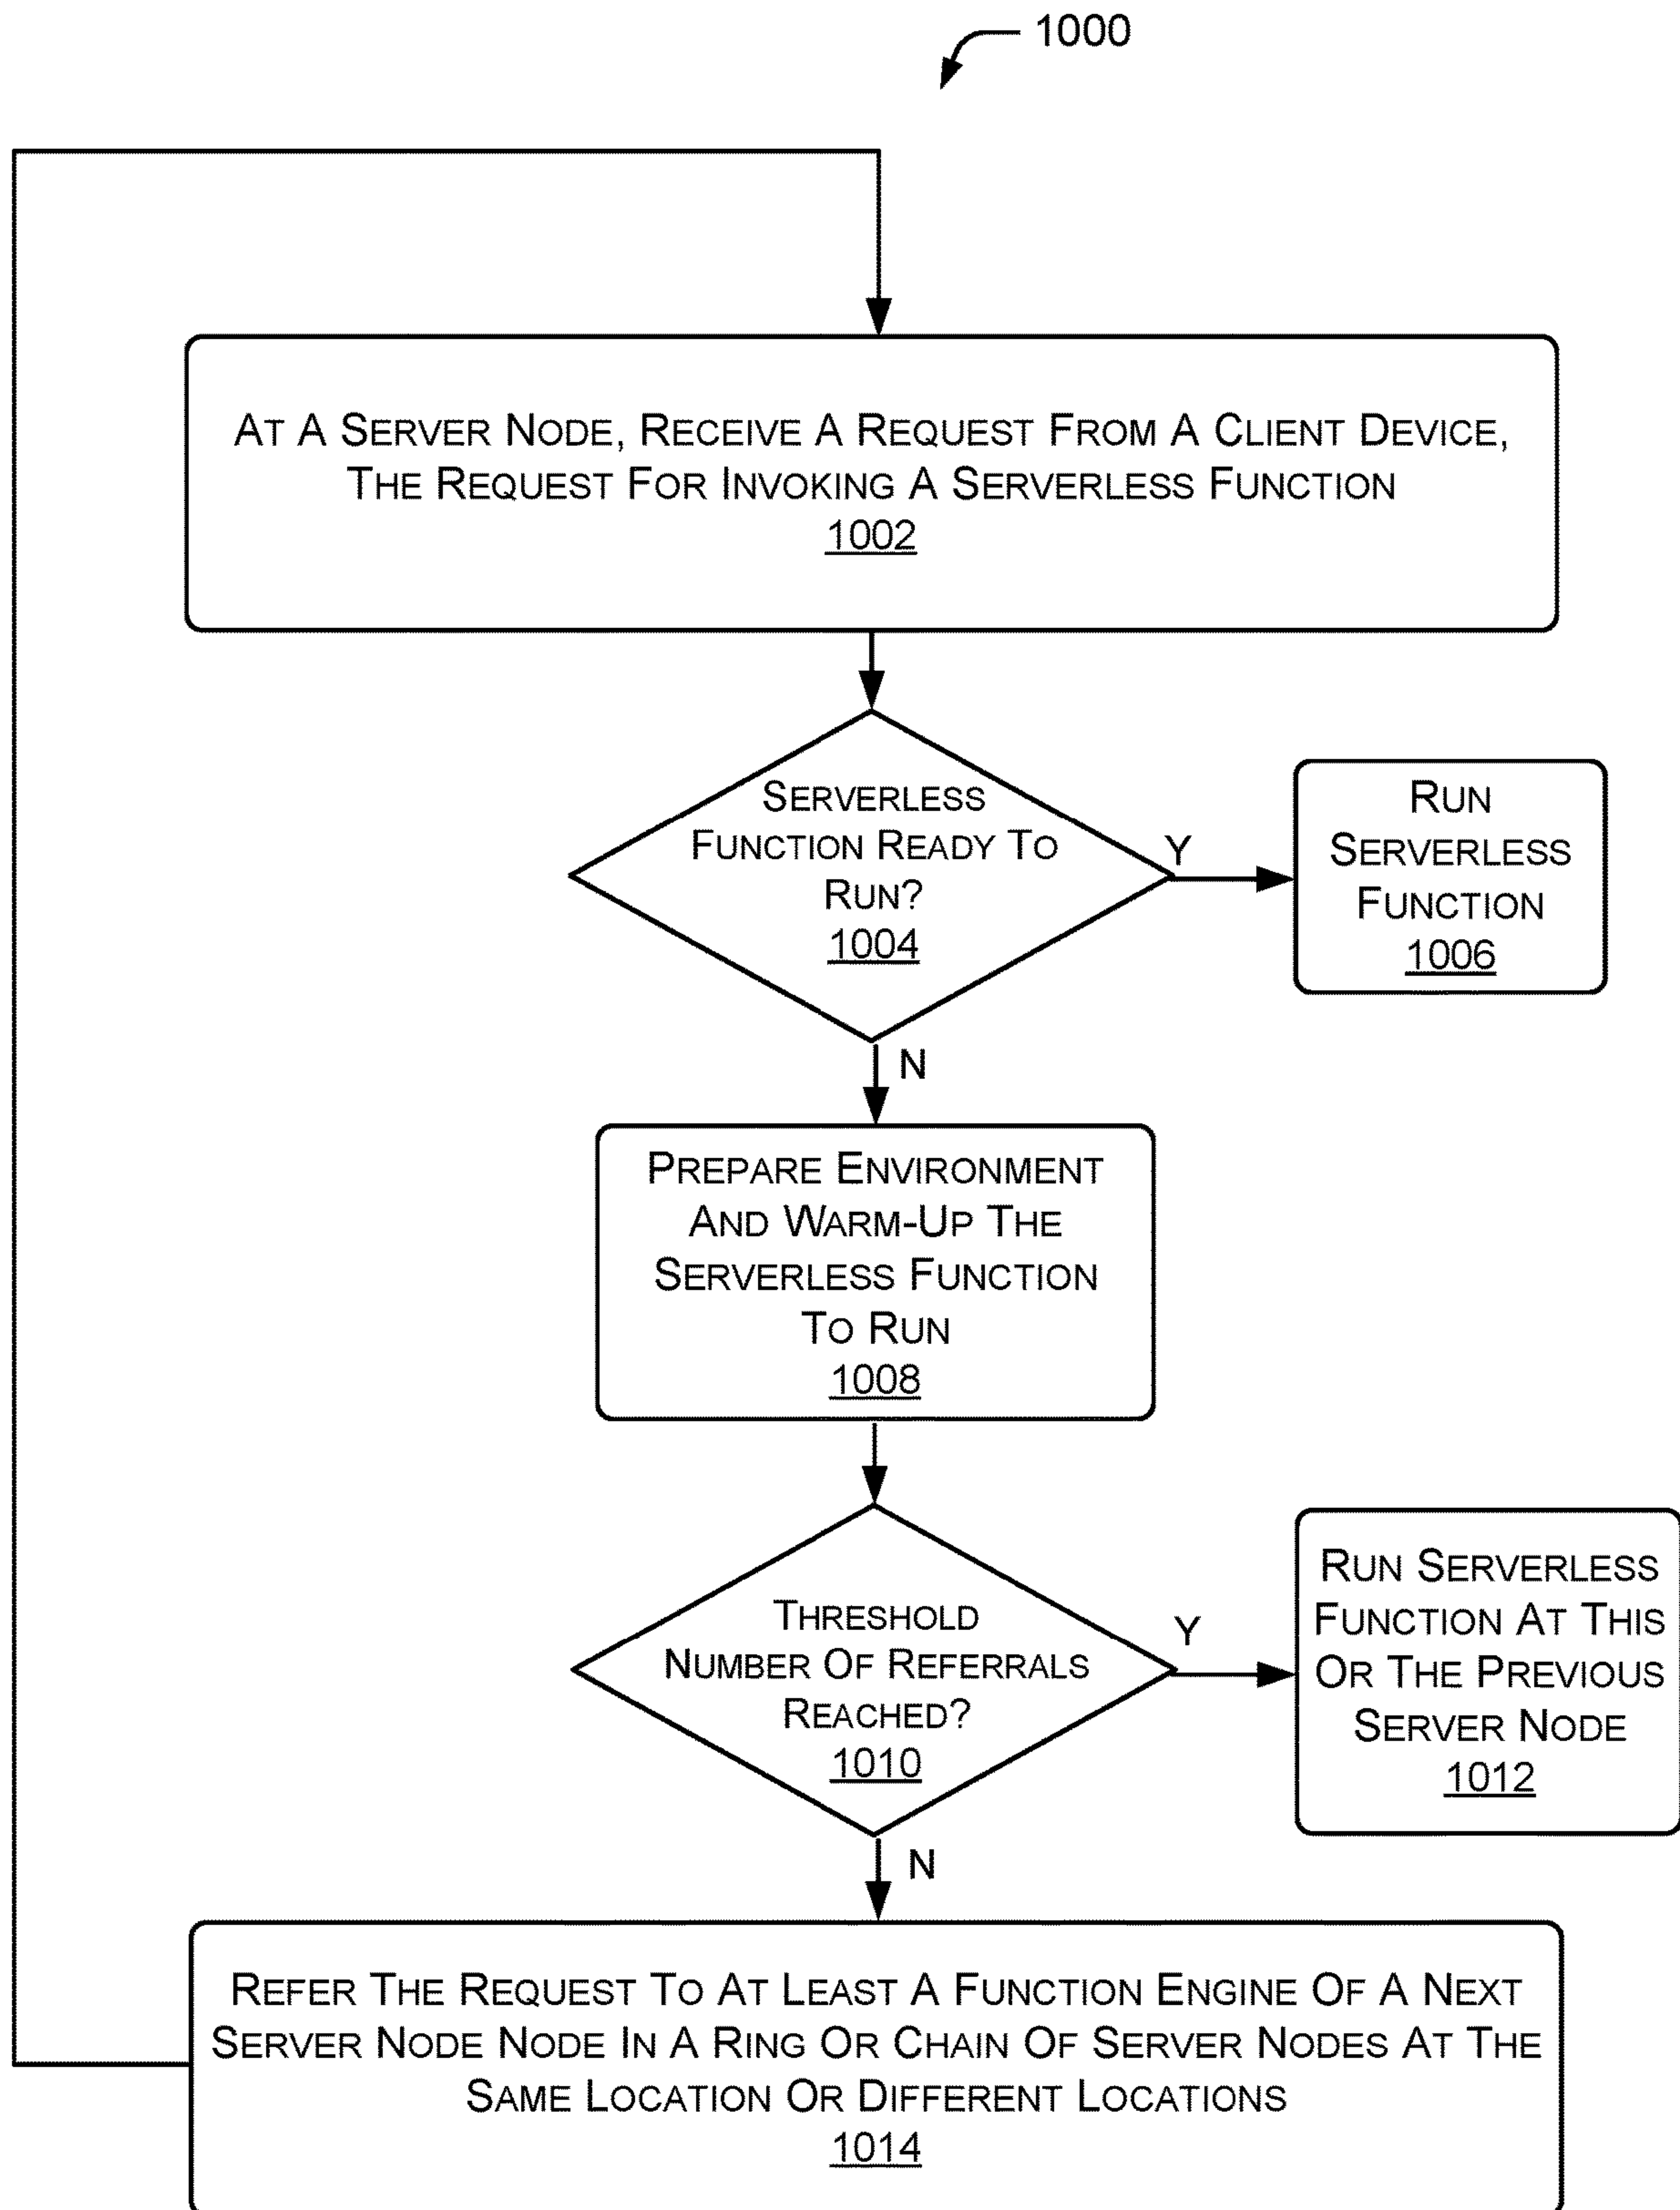 1000
AT A SERVER NODE, RECEIVE A REQUEST FROM A CLIENT DEVICE,
THE REQUEST FOR INVOKING A SERVERLESS FUNCTION
1002
SERVERLESS
FUNCTION READY TO
RUN?
1004
Y
RUN
SERVERLESS
FUNCTION
1006
N
PREPARE ENVIRONMENT
AND WARM-UP THE
SERVERLESS FUNCTION
TO RUN
1008
THRESHOLD
NUMBER OF REFERRALS
REACHED?
1010
Y
RUN SERVERLESS
FUNCTION AT THIS
OR THE PREVIOUS
SERVER NODE
1012
N
REFER THE REQUEST TO AT LEAST A FUNCTION ENGINE OF A NEXT
SERVER NODE NODE IN A RING OR CHAIN OF SERVER NODES AT THE
SAME LOCATION OR DIFFERENT LOCATIONS
1014